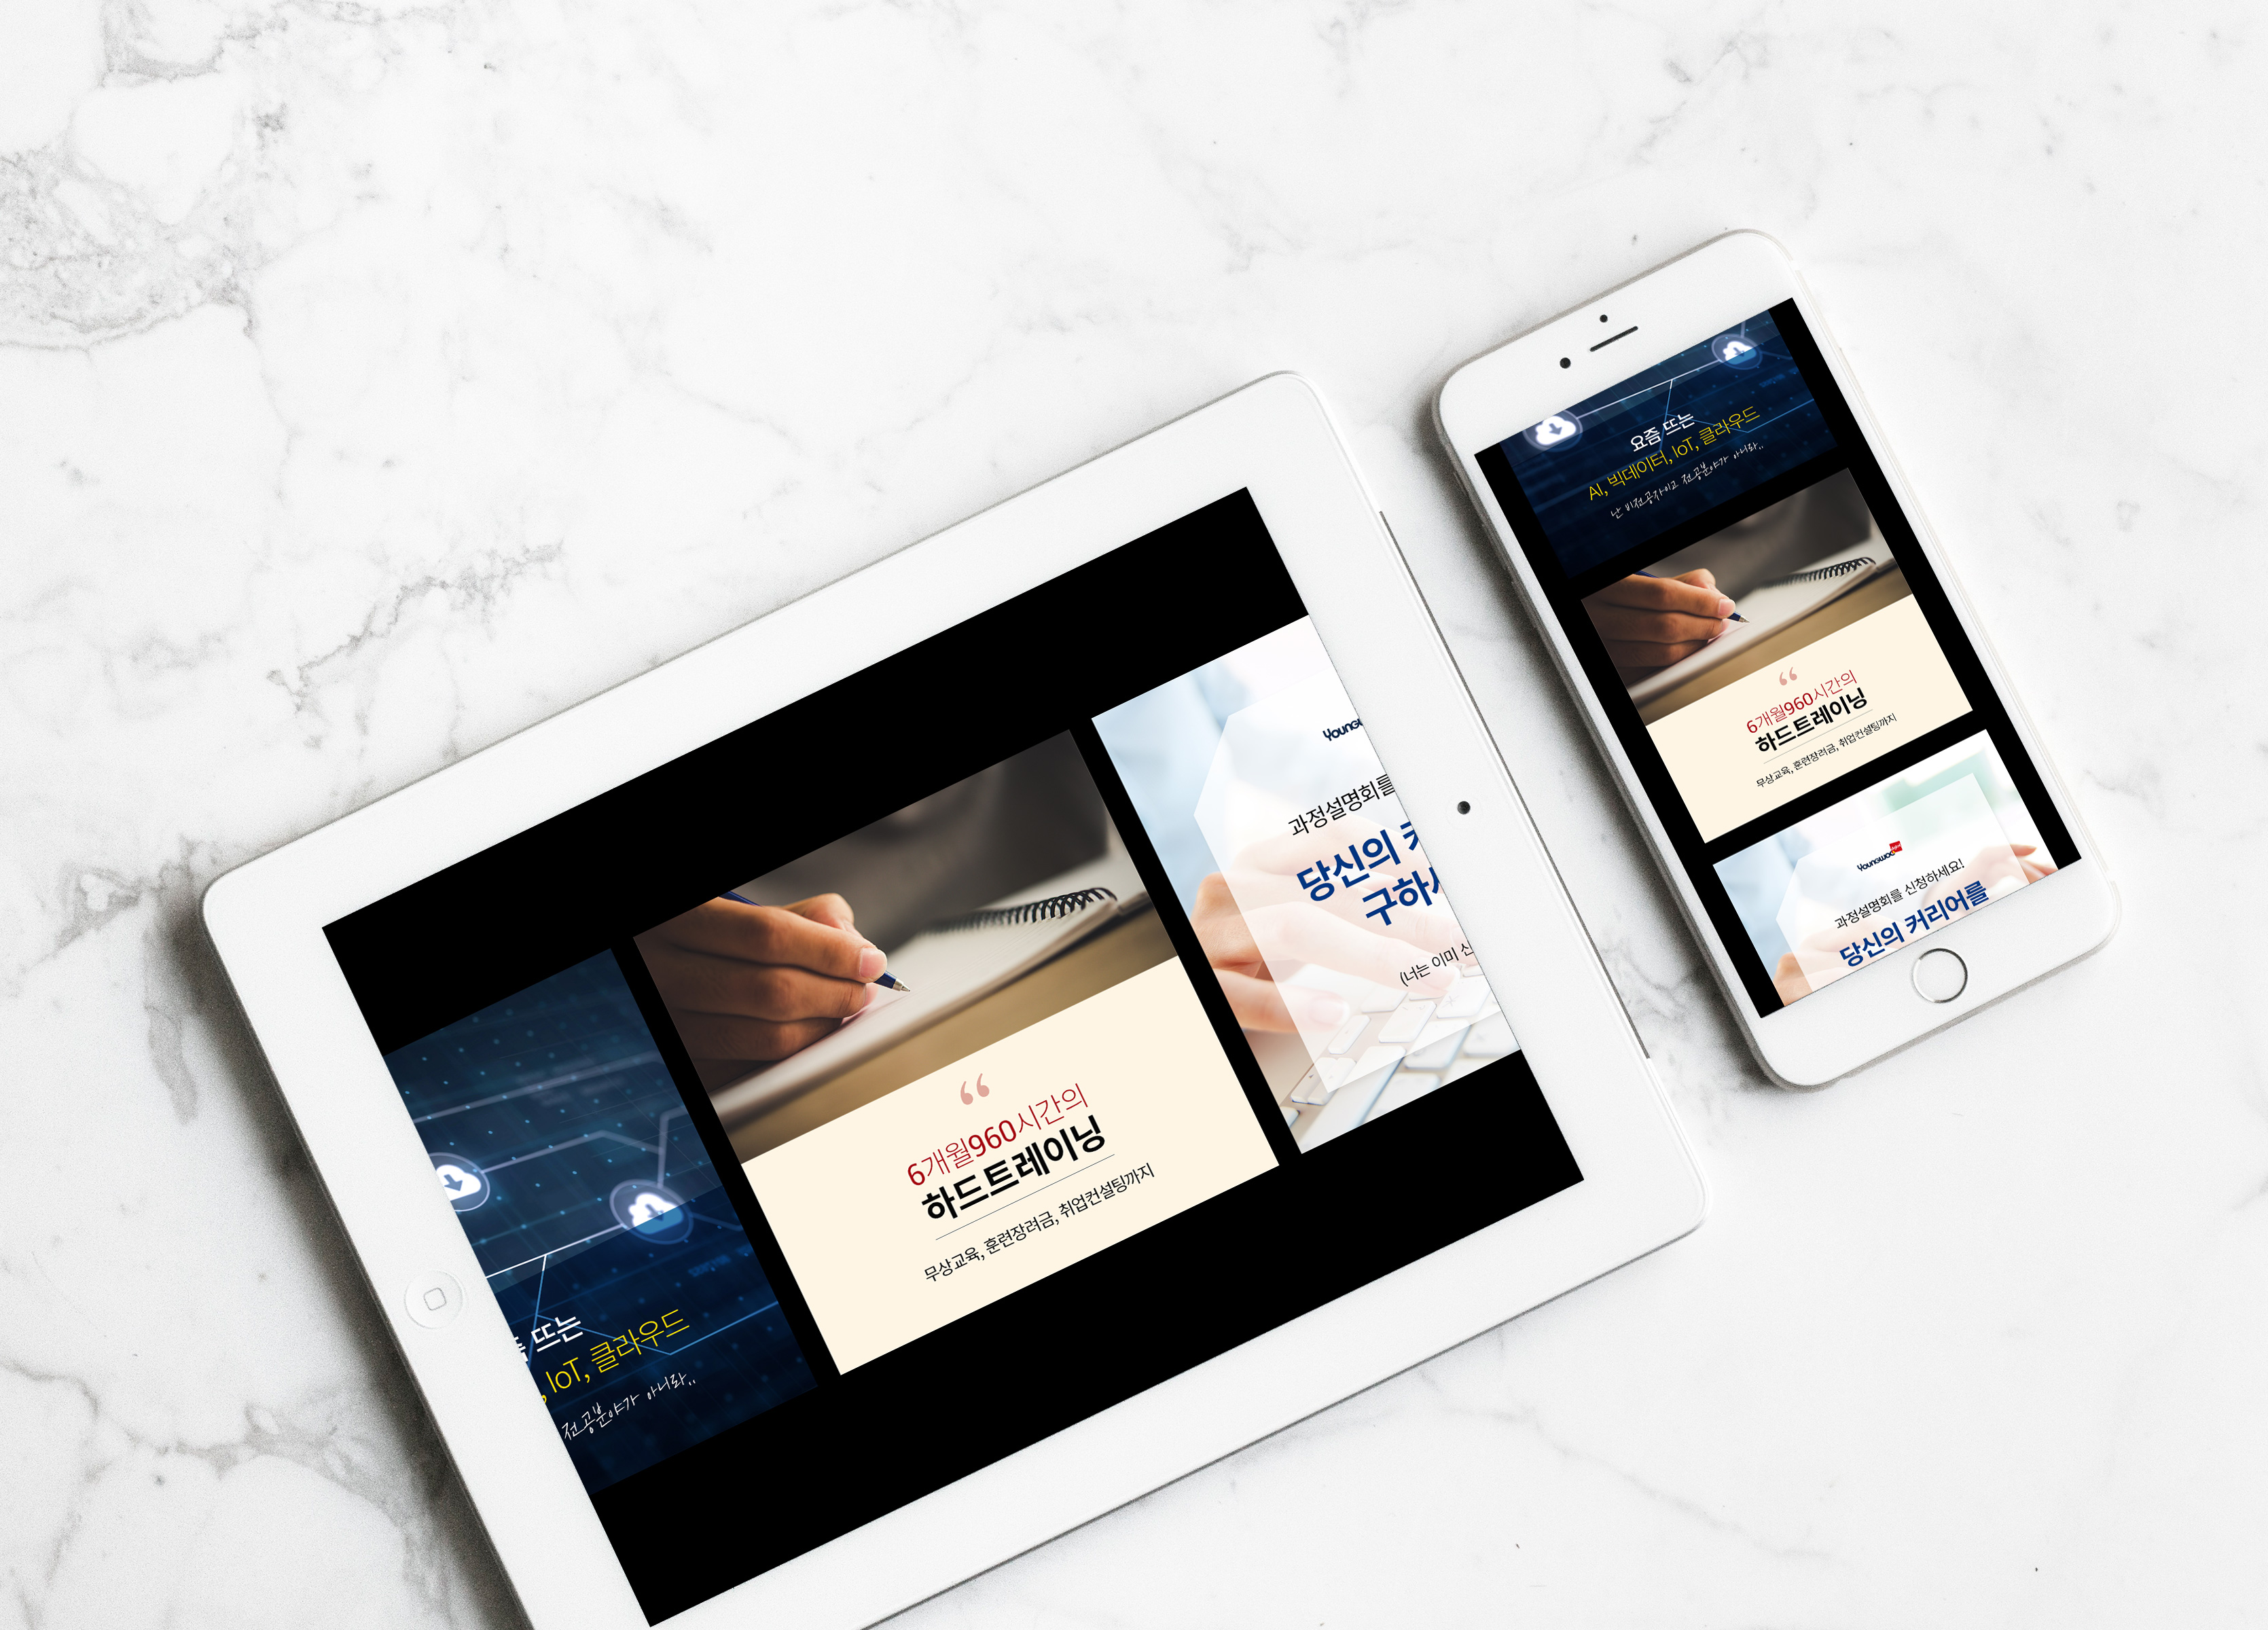 뜨는
, IoT, 클라우드
전공분야가 아니라..
“
6개월960시간의
하드트레이닝
무상교육, 훈련장려금, 취업컨설팅까지
과정설명회를
당신의
구하
(너는 이미
요즘 뜨는
AI, 빅데이터, IoT, 클라우드
난 비전공자이고 전공분야가 아니라..
“
6개월960시간의
하드트레이닝
무상교육, 훈련장려금, 취업컨설팅까지
Youngwoo
과정설명회를 신청하세요!
당신의 커리어를